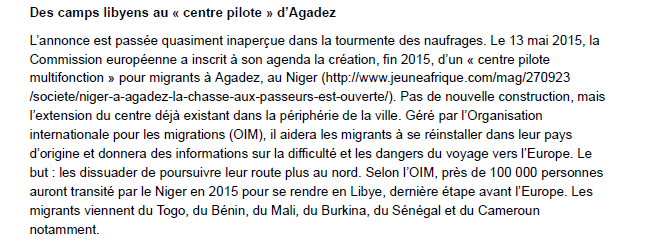 Des camps libyens au « centre pilote » d’Agadez
L’annonce est passée quasiment inaperçue dans la tourmente des naufrages. Le 13 mai 2015, la
Commission européenne a inscrit à son agenda la création, fin 2015, d’un « centre pilote
multifonction » pour migrants à Agadez, au Niger (http://www.jeuneafrique.com/mag/270923
/societe/niger-a-agadez-la-chasse-aux-passeurs-est-ouverte/). Pas de nouvelle construction, mais
l’extension du centre déjà existant dans la périphérie de la ville. Géré par l’Organisation
internationale pour les migrations (OIM), il aidera les migrants à se réinstaller dans leur pays
d’origine et donnera des informations sur la difficulté et les dangers du voyage vers l’Europe. Le
but : les dissuader de poursuivre leur route plus au nord. Selon l’OIM, près de 100 000 personnes
auront transité par le Niger en 2015 pour se rendre en Libye, dernière étape avant l’Europe. Les
migrants viennent du Togo, du Bénin, du Mali, du Burkina, du Sénégal et du Cameroun
notamment.